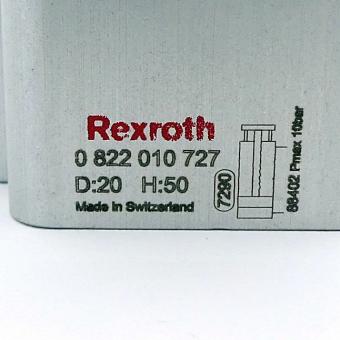 Rexroth
0 822 010 727
D:20 H:50
Made in Switzerland
7290
88402 Pmax 10bar